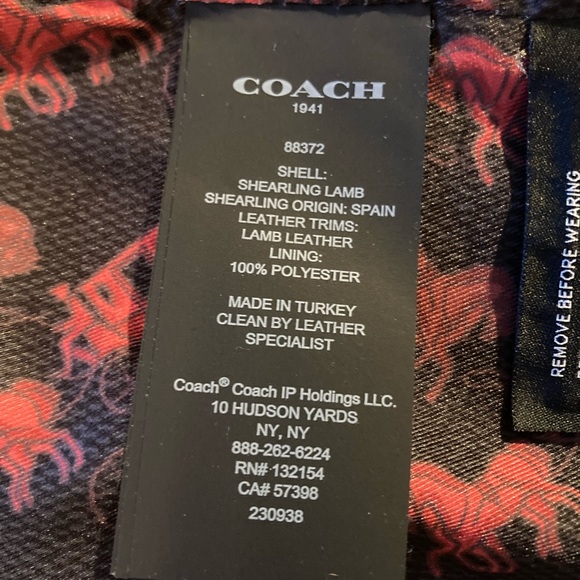 COACH
1941
88372
SHELL:
SHEARLING LAMB
SHEARLING ORIGIN: SPAIN
LEATHER TRIMS:
LAMB LEATHER
LINING:
100% POLYESTER
MADE IN TURKEY
CLEAN BY LEATHER
SPECIALIST
Coach® Coach IP Holdings LLC.
10 HUDSON YARDS
NY, NY
888-262-6224
RN# 132154
CA# 57398
230938
REMOVE BEFORE WEARING